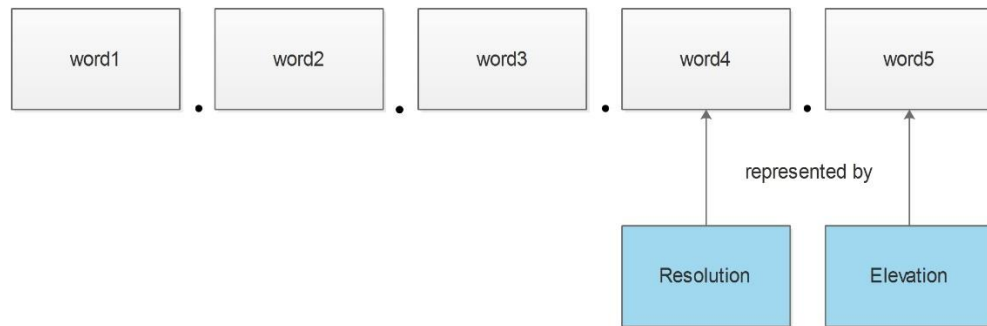 word1 . word2 . word3 . word4 . word5
represented by
Resolution Elevation